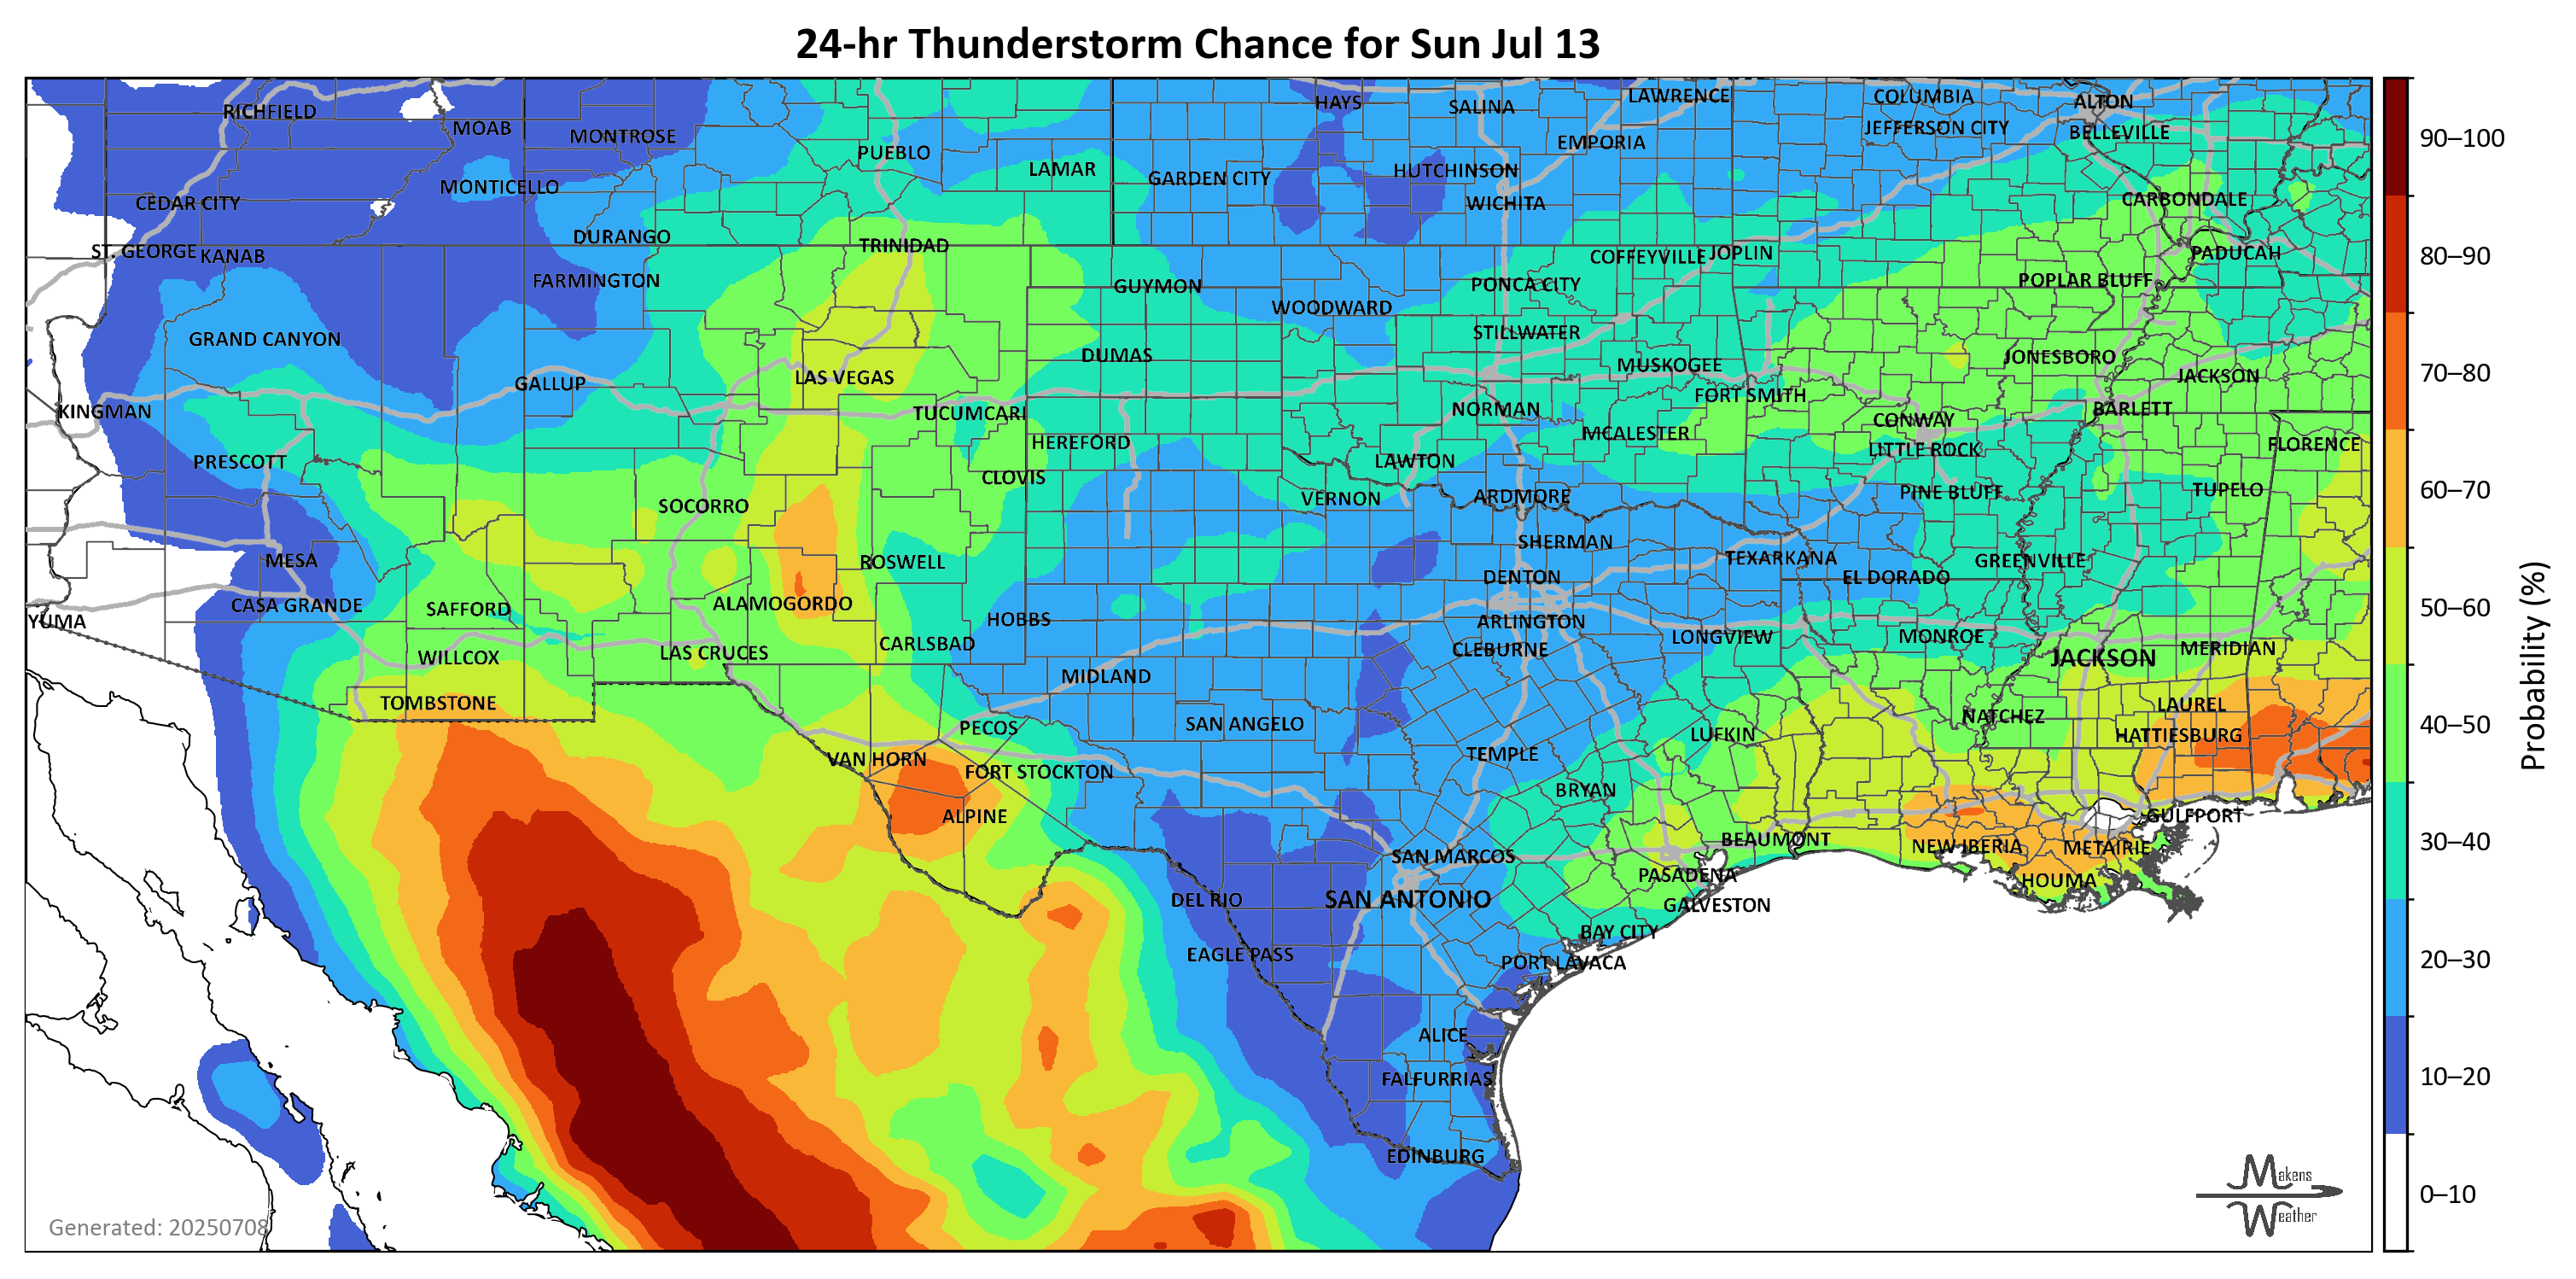 24-hr Thunderstorm Chance for Sun Jul 13
RICHFIELD
MOAB
MONTROSE
PUEBLO
LAMAR
HAYS
SALINA
LAWRENCE
COLUMBIA
ALTON
EMPORIA
JEFFERSON CITY
BELLEVILLE
90–100
CEDAR CITY
MONTICELLO
GARDEN CITY
HUTCHINSON
WICHITA
CARBONDALE
ST. GEORGE
KANAB
DURANGO
TRINIDAD
COFFEYVILLE
JOPLIN
PADUCAH
80–90
FARMINGTON
GUYMON
WOODWARD
PONCA CITY
POPLAR BLUFF
GRAND CANYON
DUMAS
STILLWATER
MUSKOGEE
JONESBORO
JACKSON
70–80
KINGMAN
GALLUP
LAS VEGAS
TUCUMCARI
NORMAN
FORT SMITH
CONWAY
BARLETT
PRESCOTT
HEREFORD
LAWTON
MCALESTER
LITTLE ROCK
FLORENCE
SOCORRO
CLOVIS
VERNON
ARDMORE
PINE BLUFF
TUPELO
60–70
MESA
ROSWELL
SHERMAN
TEXARKANA
GREENVILLE
CASA GRANDE
SAFFORD
ALAMOGORDO
HOBBS
DENTON
EL DORADO
50–60
YUMA
WILLCOX
LAS CRUCES
CARLSBAD
ARLINGTON
CLEBURNE
LONGVIEW
MONROE
JACKSON
MERIDIAN
Probability (%)
TOMBSTONE
MIDLAND
PECOS
SAN ANGELO
NATCHEZ
LAUREL
40–50
VAN HORN
FORT STOCKTON
TEMPLE
LUFKIN
HATTIESBURG
ALPINE
BRYAN
GULFPORT
30–40
SAN MARCOS
BEAUMONT
NEW IBERIA
METAIRIE
DEL RIO
SAN ANTONIO
PASADENA
GALVESTON
HOUMA
EAGLE PASS
BAY CITY
PORT LAVACA
20–30
ALICE
FALFURRIAS
10–20
EDINBURG
Makens
Weather
0–10
Generated: 20250708